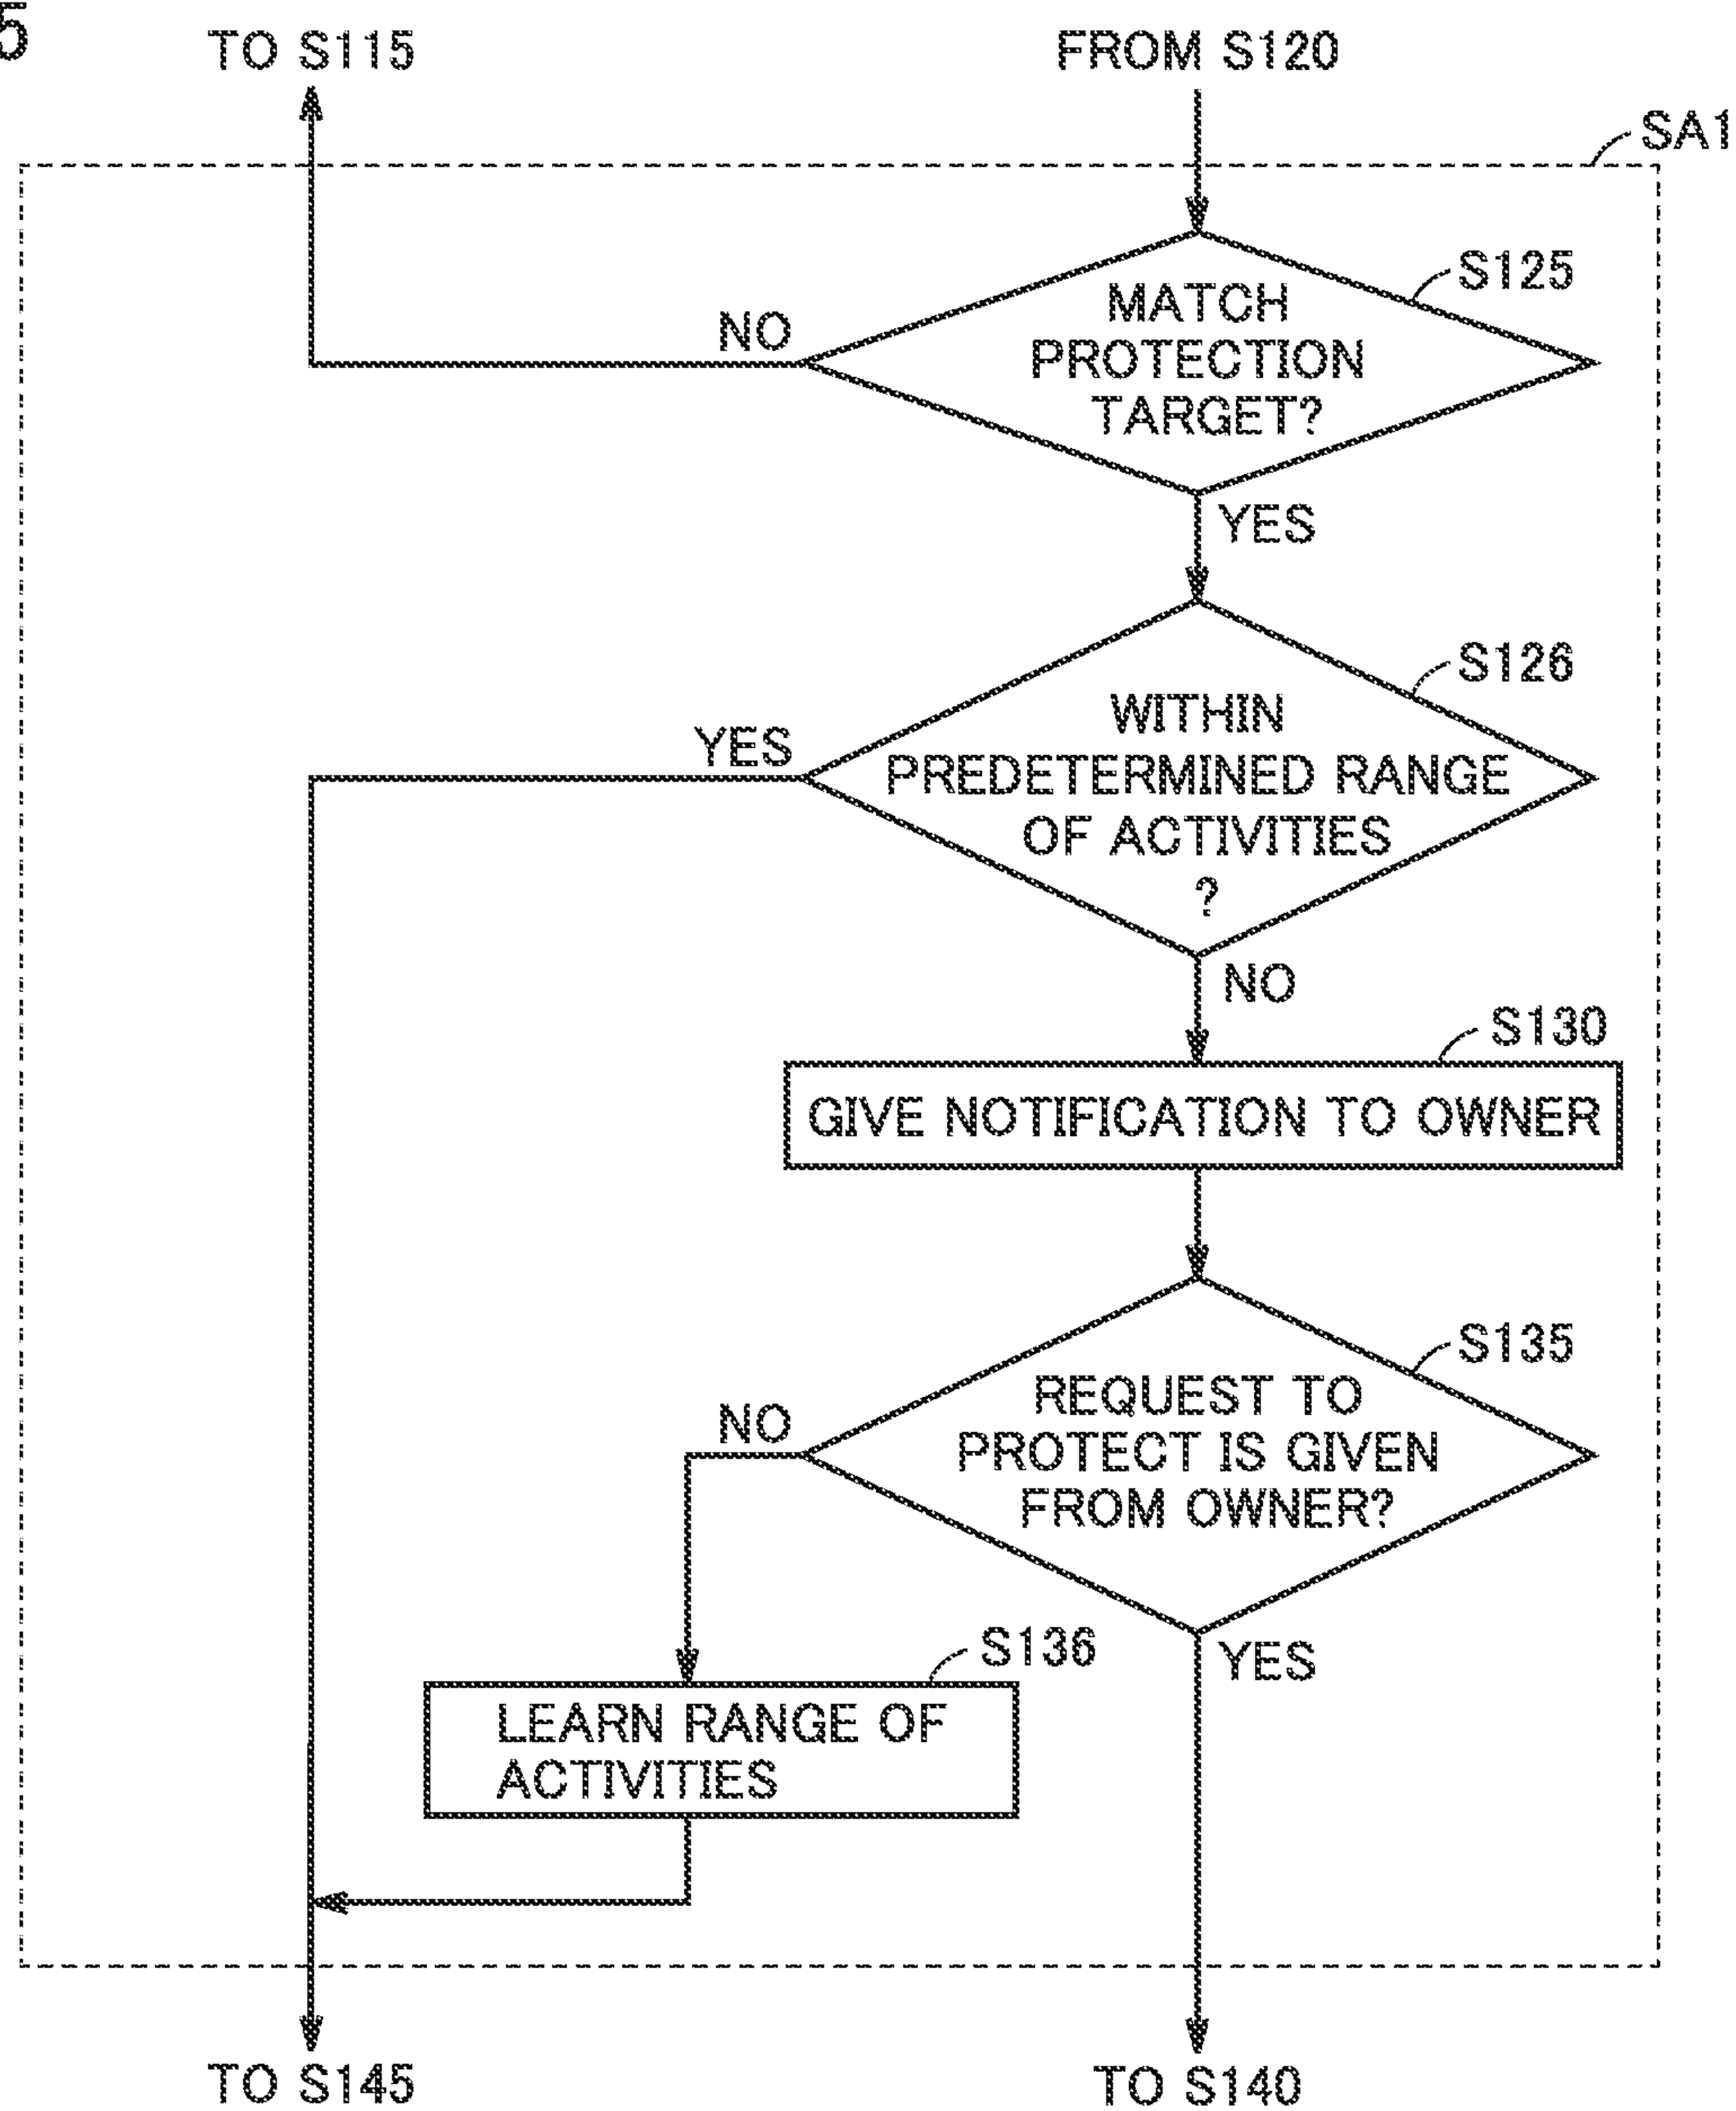 5
TO S115
FROM S120
SA1
S125
MATCH
PROTECTION
TARGET?
NO
YES
S126
WITHIN
PREDETERMINED RANGE
OF ACTIVITIES
?
YES
NO
S130
GIVE NOTIFICATION TO OWNER
S135
REQUEST TO
PROTECT IS GIVEN
FROM OWNER?
NO
YES
S136
LEARN RANGE OF
ACTIVITIES
TO S145
TO S140